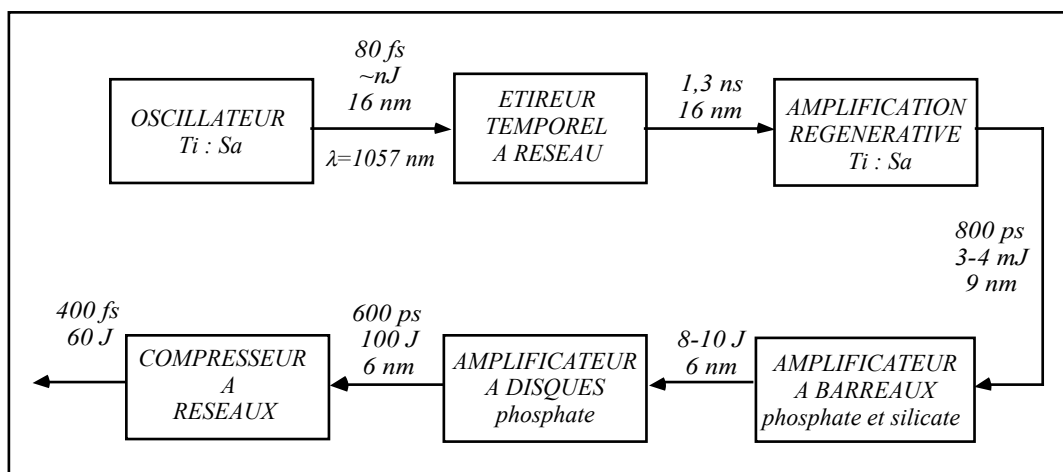 OSCILLATEUR
Ti : Sa
80 fs
~nJ
16 nm
λ=1057 nm
ETIREUR
TEMPOREL
A RESEAU
1,3 ns
16 nm
AMPLIFICATION
REGENERATIVE
Ti : Sa
800 ps
3-4 mJ
9 nm
AMPLIFICATEUR
A BARREAUX
phosphate et silicate
8-10 J
6 nm
AMPLIFICATEUR
A DISQUES
phosphate
600 ps
100 J
6 nm
COMPRESSEUR
A
RESEAUX
400 fs
60 J